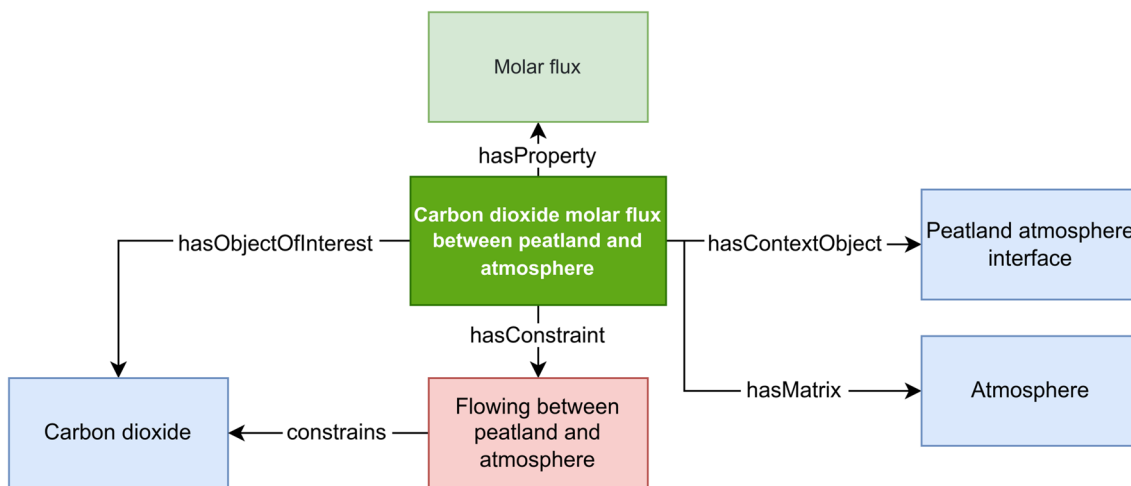 Molar flux
hasProperty
Carbon dioxide molar flux
between peatland and
atmosphere
hasObjectOfInterest
hasContextObject
Peatland atmosphere
interface
hasConstraint
hasMatrix
Atmosphere
Carbon dioxide
constrains
Flowing between
peatland and
atmosphere